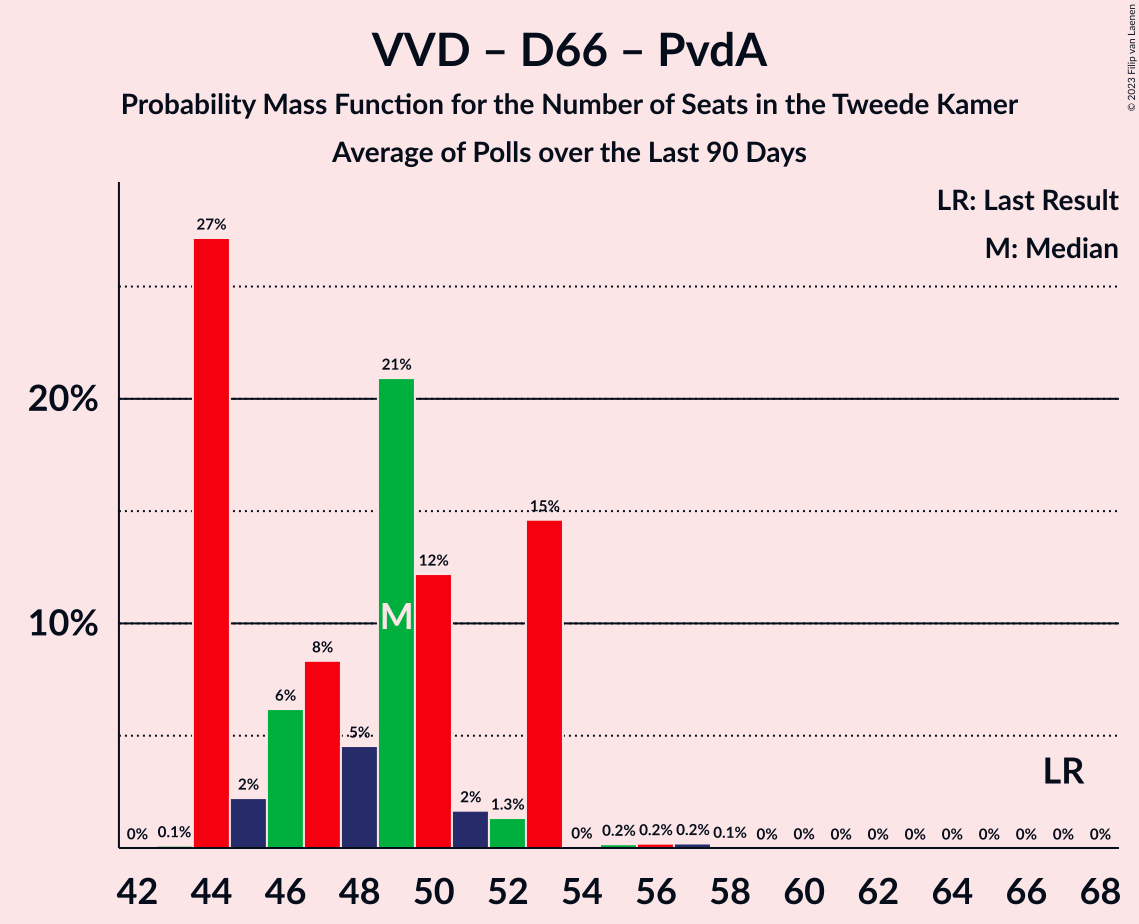 VVD – D66 – PvdA
Probability Mass Function for the Number of Seats in the Tweede Kamer
Average of Polls over the Last 90 Days
© 2023 Filip van Laenen
LR: Last Result
M: Median
27%
21%
20%
15%
12%
M
10%
8%
6%
5%
LR
2%
2%
1.3%
0% 0.1% 0% 0.2% 0.2% 0.2% 0.1% 0% 0% 0% 0% 0% 0% 0% 0% 0% 0%
42 44 46 48 50 52 54 56 58 60 62 64 66 68